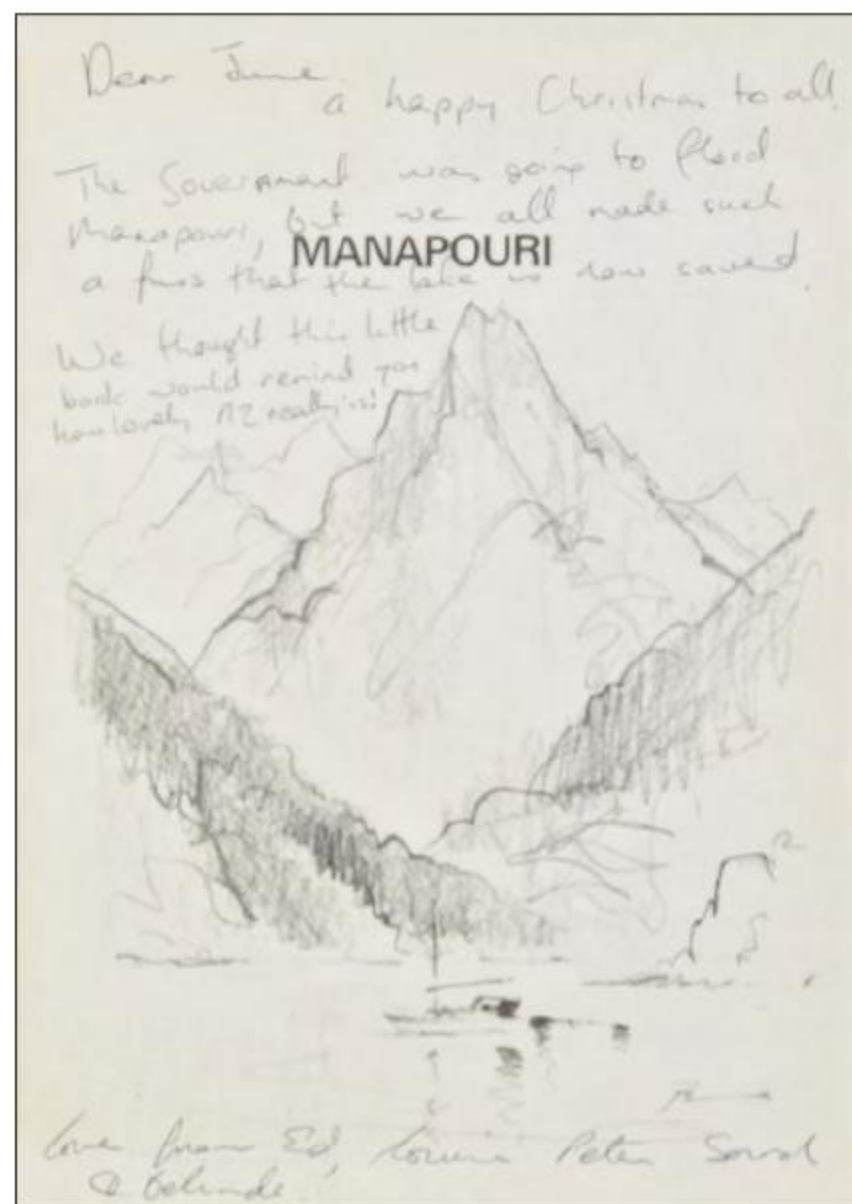 Dear June
a happy Christmas to all.
The Government was going to flood
Manapouri, but we all made such
MANAPOURI
a fuss that the lake is now saved.
We thought this little
book would remind you
how lovely NZ really is!
love from Ed, Louise Peter Sarah
& Belinda.